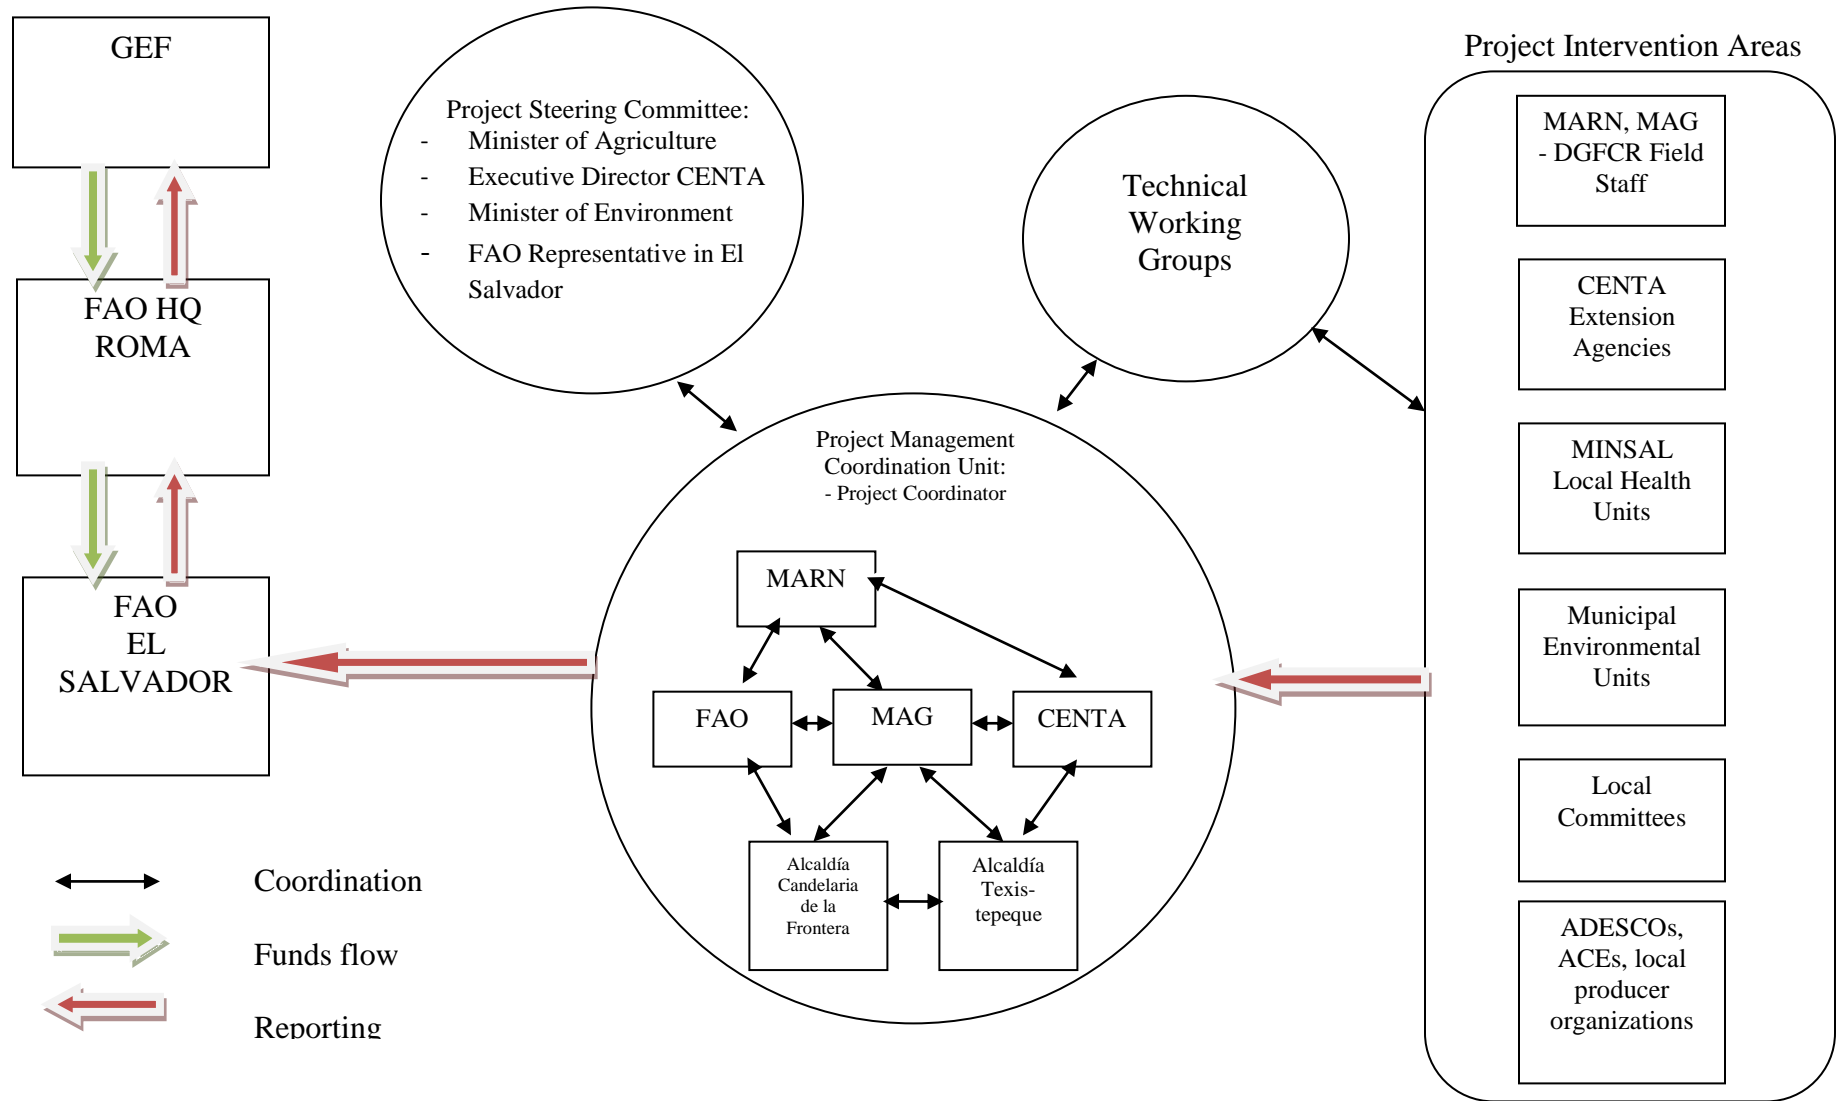 GEF
FAO HQ
ROMA
FAO
EL
SALVADOR
Project Steering Committee:
- Minister of Agriculture
- Executive Director CENTA
- Minister of Environment
- FAO Representative in El
Salvador
Technical
Working
Groups
Project Management
Coordination Unit:
- Project Coordinator
MARN
FAO
MAG
CENTA
Alcaldía
Candelaria
de la
Frontera
Alcaldía
Texis-
tepeque
Project Intervention Areas
MARN, MAG
- DGFCR Field
Staff
CENTA
Extension
Agencies
MINSAL
Local Health
Units
Municipal
Environmental
Units
Local
Committees
ADESCOs,
ACEs, local
producer
organizations
Coordination
Funds flow
Reporting